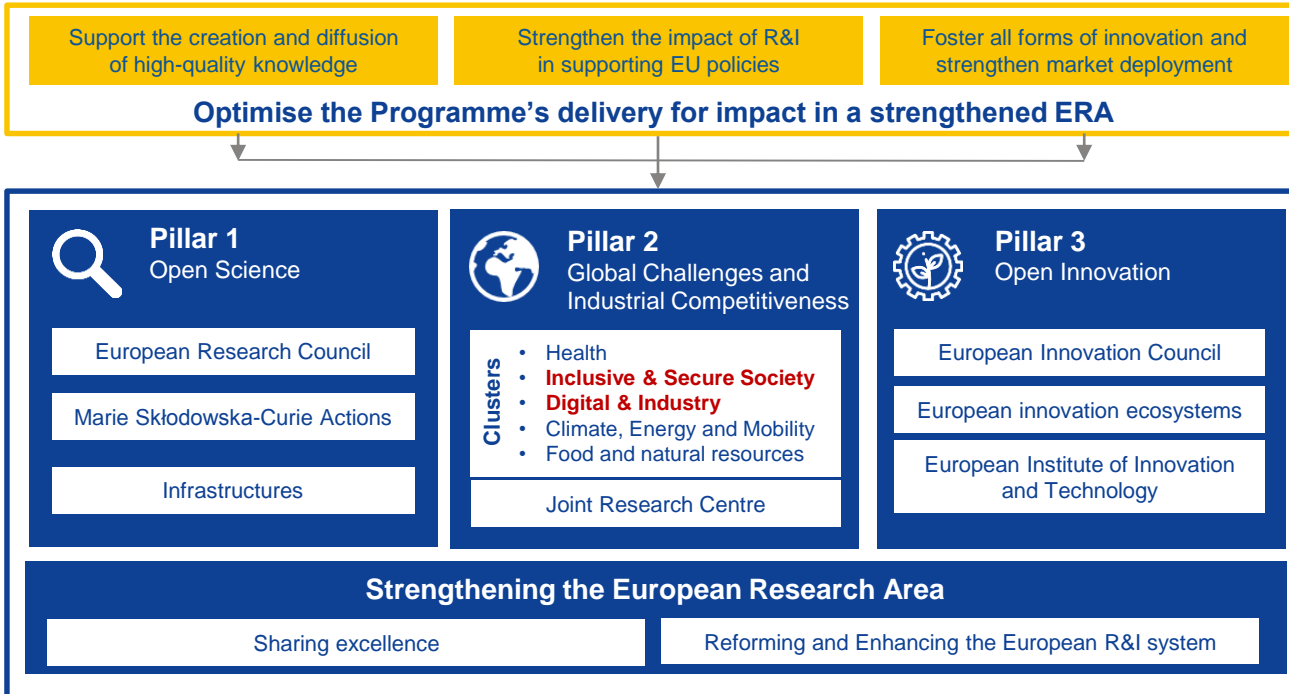 Support the creation and diffusion
of high-quality knowledge
Strengthen the impact of R&I
in supporting EU policies
Foster all forms of innovation and
strengthen market deployment
Optimise the Programme's delivery for impact in a strengthened ERA
Pillar 1
Open Science
European Research Council
Marie Skłodowska-Curie Actions
Infrastructures
Pillar 2
Global Challenges and
Industrial Competitiveness
Clusters
• Health
• Inclusive & Secure Society
• Digital & Industry
• Climate, Energy and Mobility
• Food and natural resources
Joint Research Centre
Pillar 3
Open Innovation
European Innovation Council
European innovation ecosystems
European Institute of Innovation
and Technology
Strengthening the European Research Area
Sharing excellence
Reforming and Enhancing the European R&I system